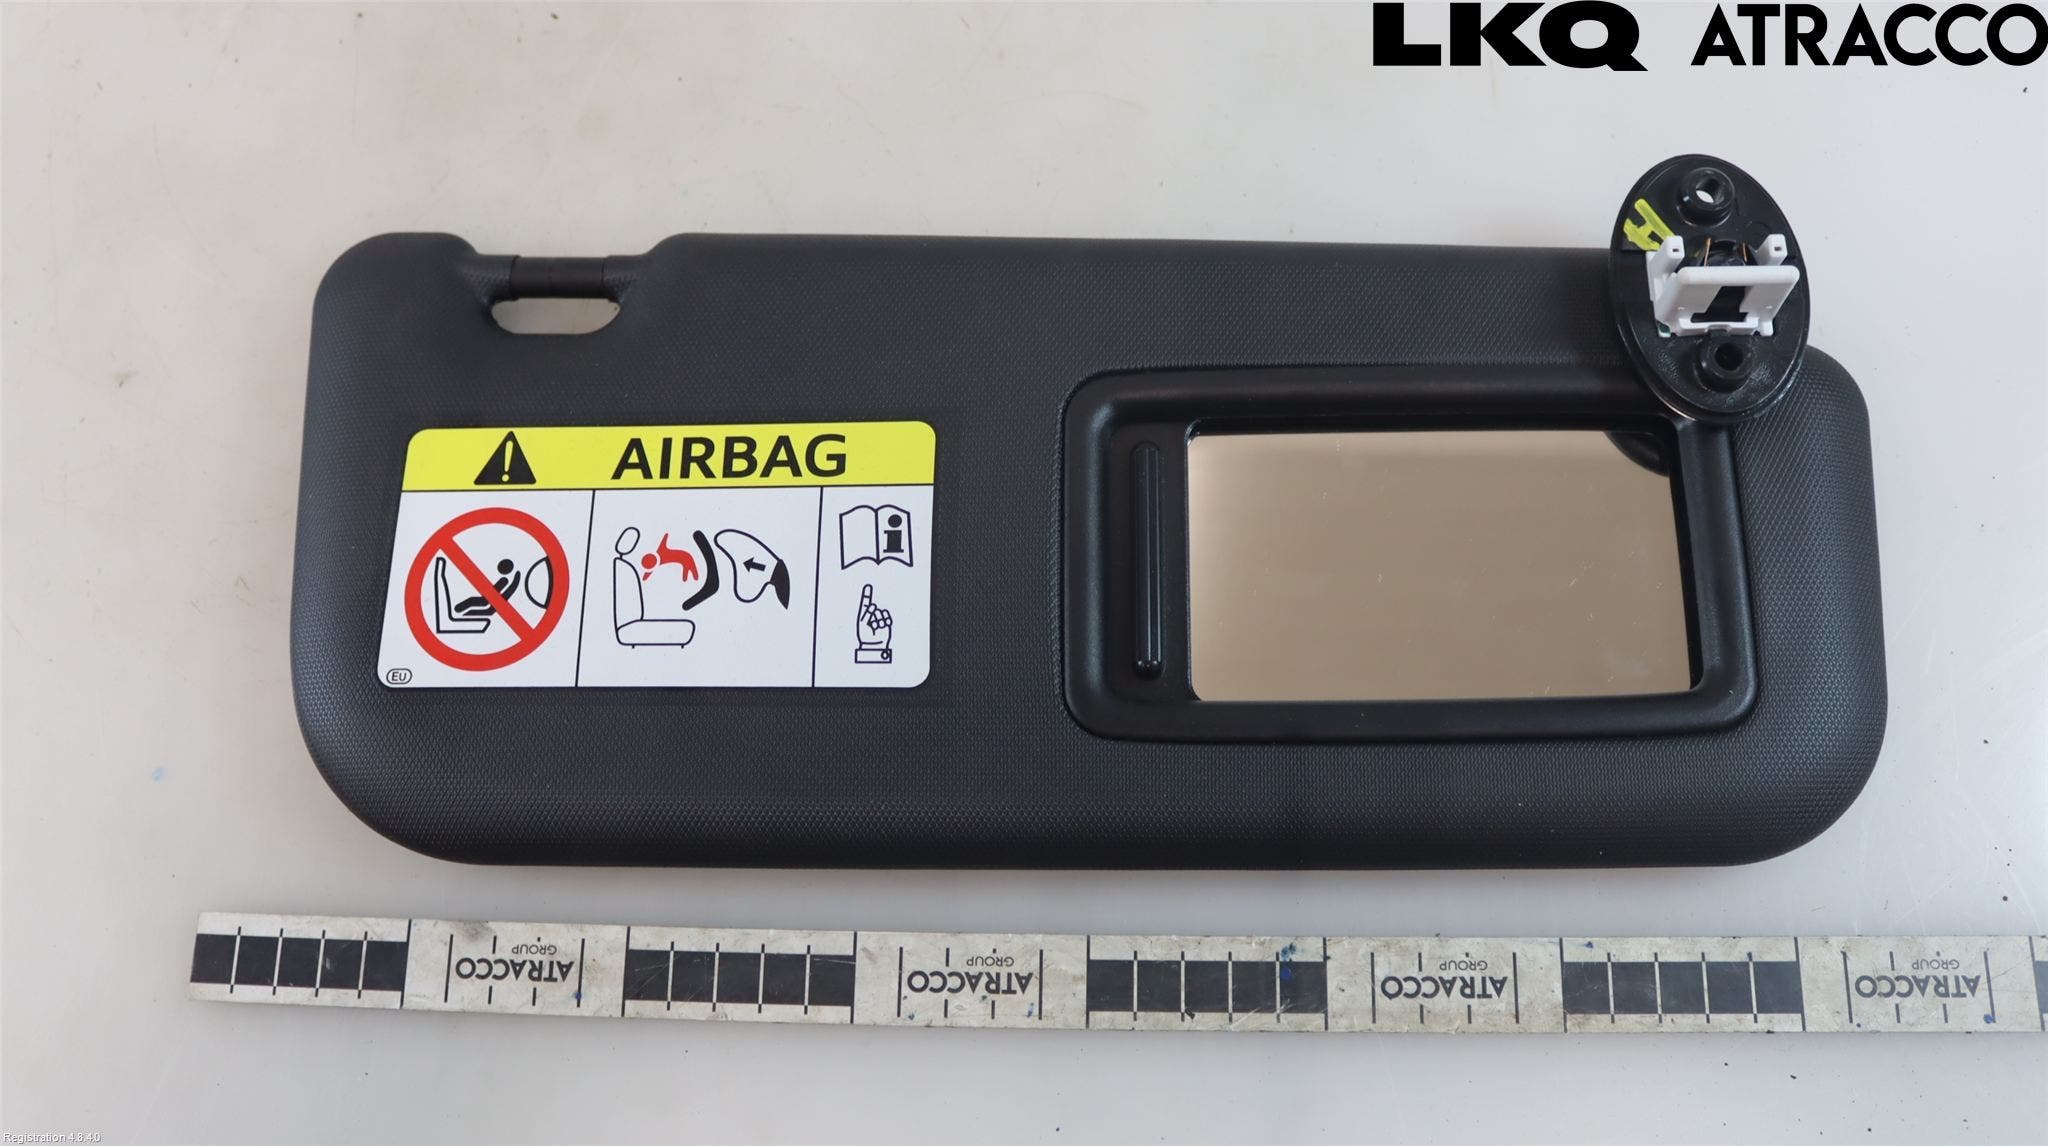 LKQ ATRACCO
AIRBAG
i
EU
ATRACCO
GROUP
ATRACCO
GROUP
ATRACCO
GROUP
ATRACCO
GROUP
Registration 4.8.4.0